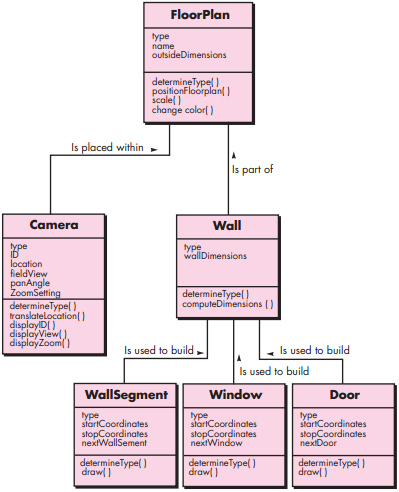 FloorPlan
type
name
outsideDimensions
determineType( )
positionFloorplan( )
scale( )
change color( )
Is placed within
Is part of
Camera
type
ID
location
fieldView
panAngle
ZoomSetting
determineType( )
translateLocation( )
displayID( )
displayView( )
displayZoom( )
Wall
type
wallDimensions
determineType( )
computeDimensions ( )
Is used to build
Is used to build
Is used to build
WallSegment
type
startCoordinates
stopCoordinates
nextWallSement
determineType( )
draw( )
Window
type
startCoordinates
stopCoordinates
nextWindow
determineType( )
draw( )
Door
type
startCoordinates
stopCoordinates
nextDoor
determineType( )
draw( )